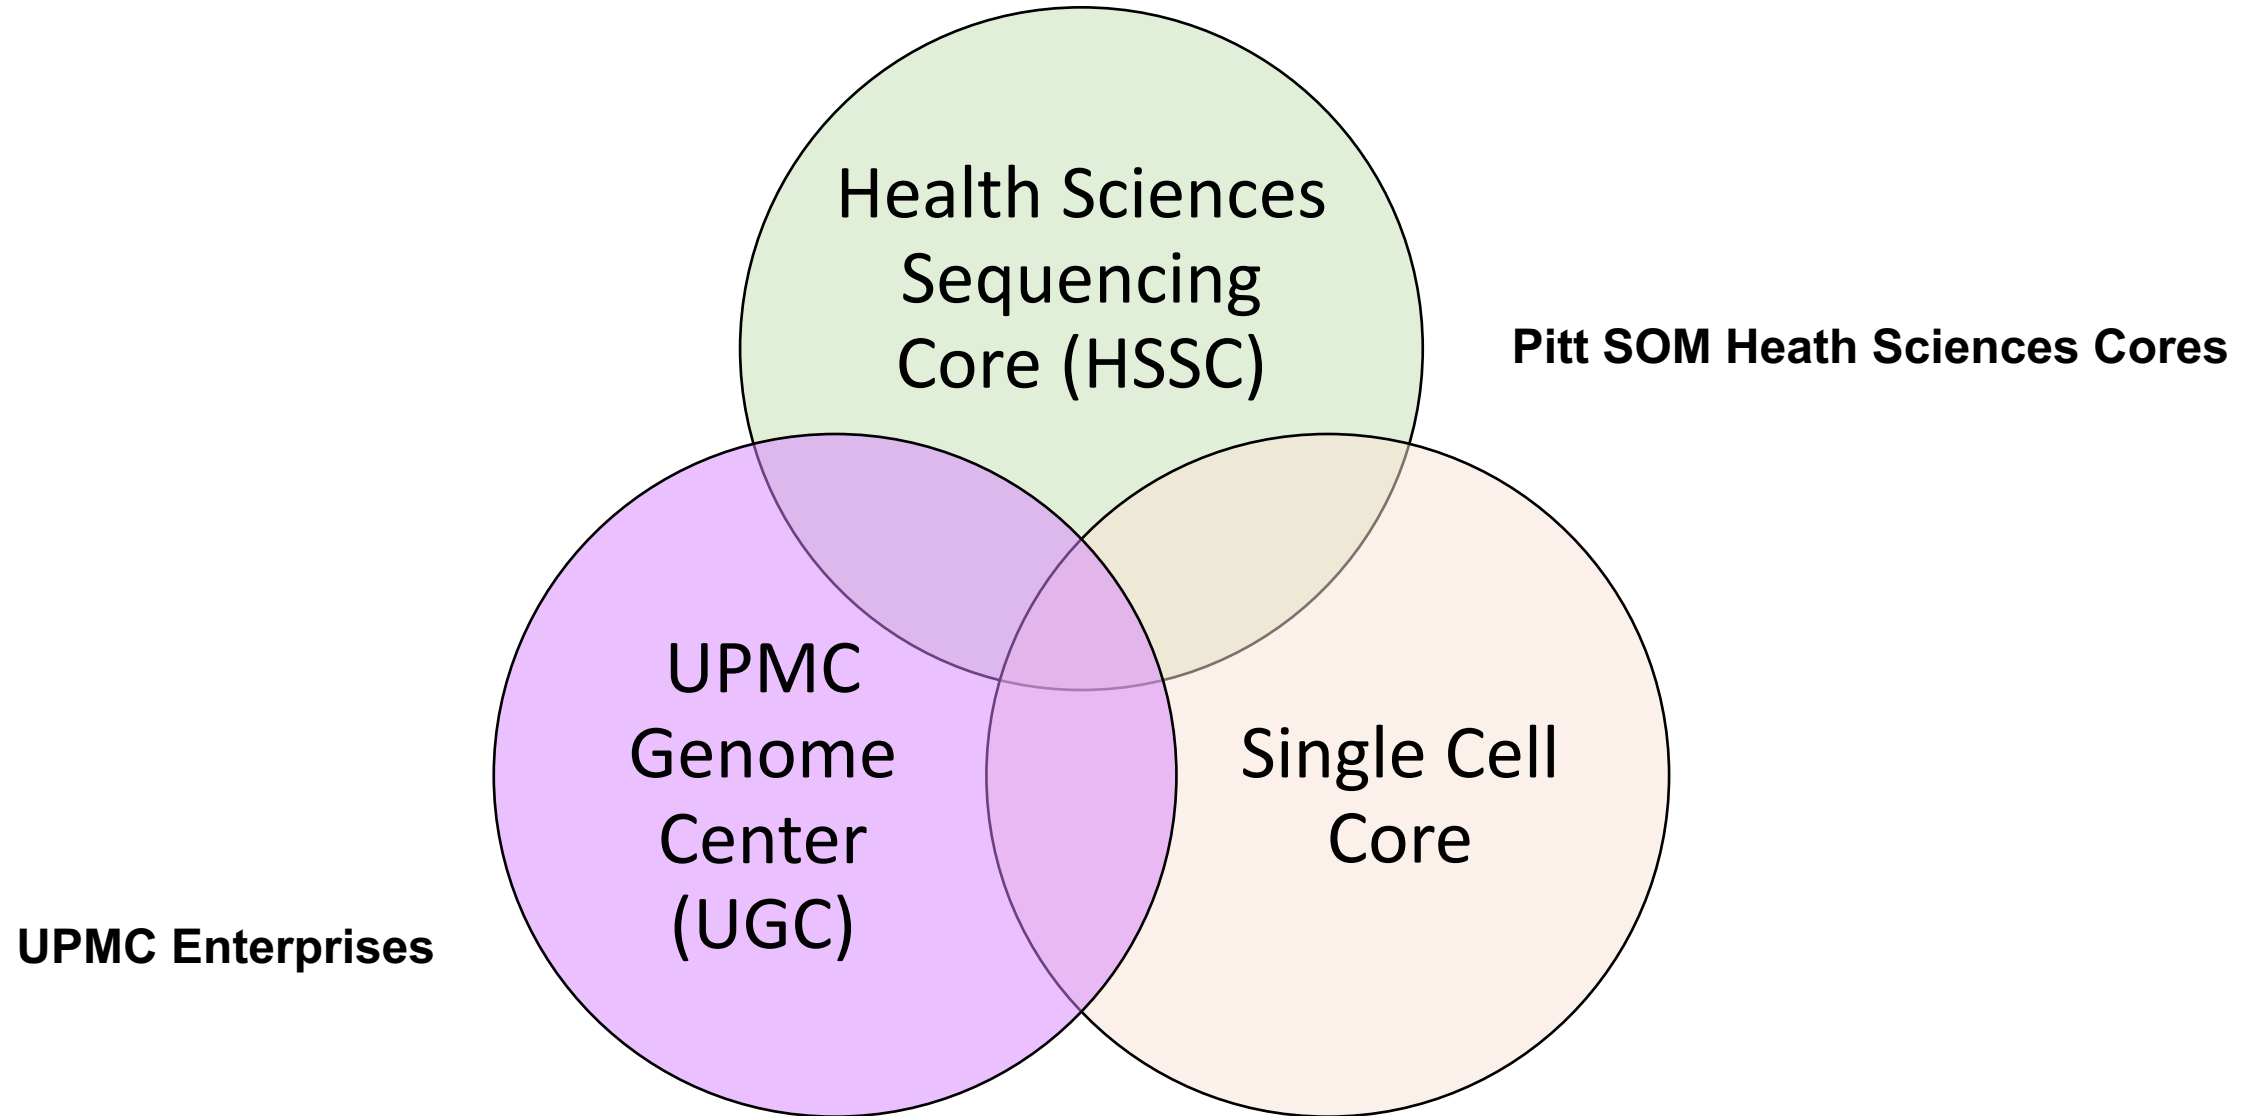 Health Sciences
Sequencing
Core (HSSC)
Pitt SOM Heath Sciences Cores
UPMC
Genome
Center
(UGC)
Single Cell
Core
UPMC Enterprises